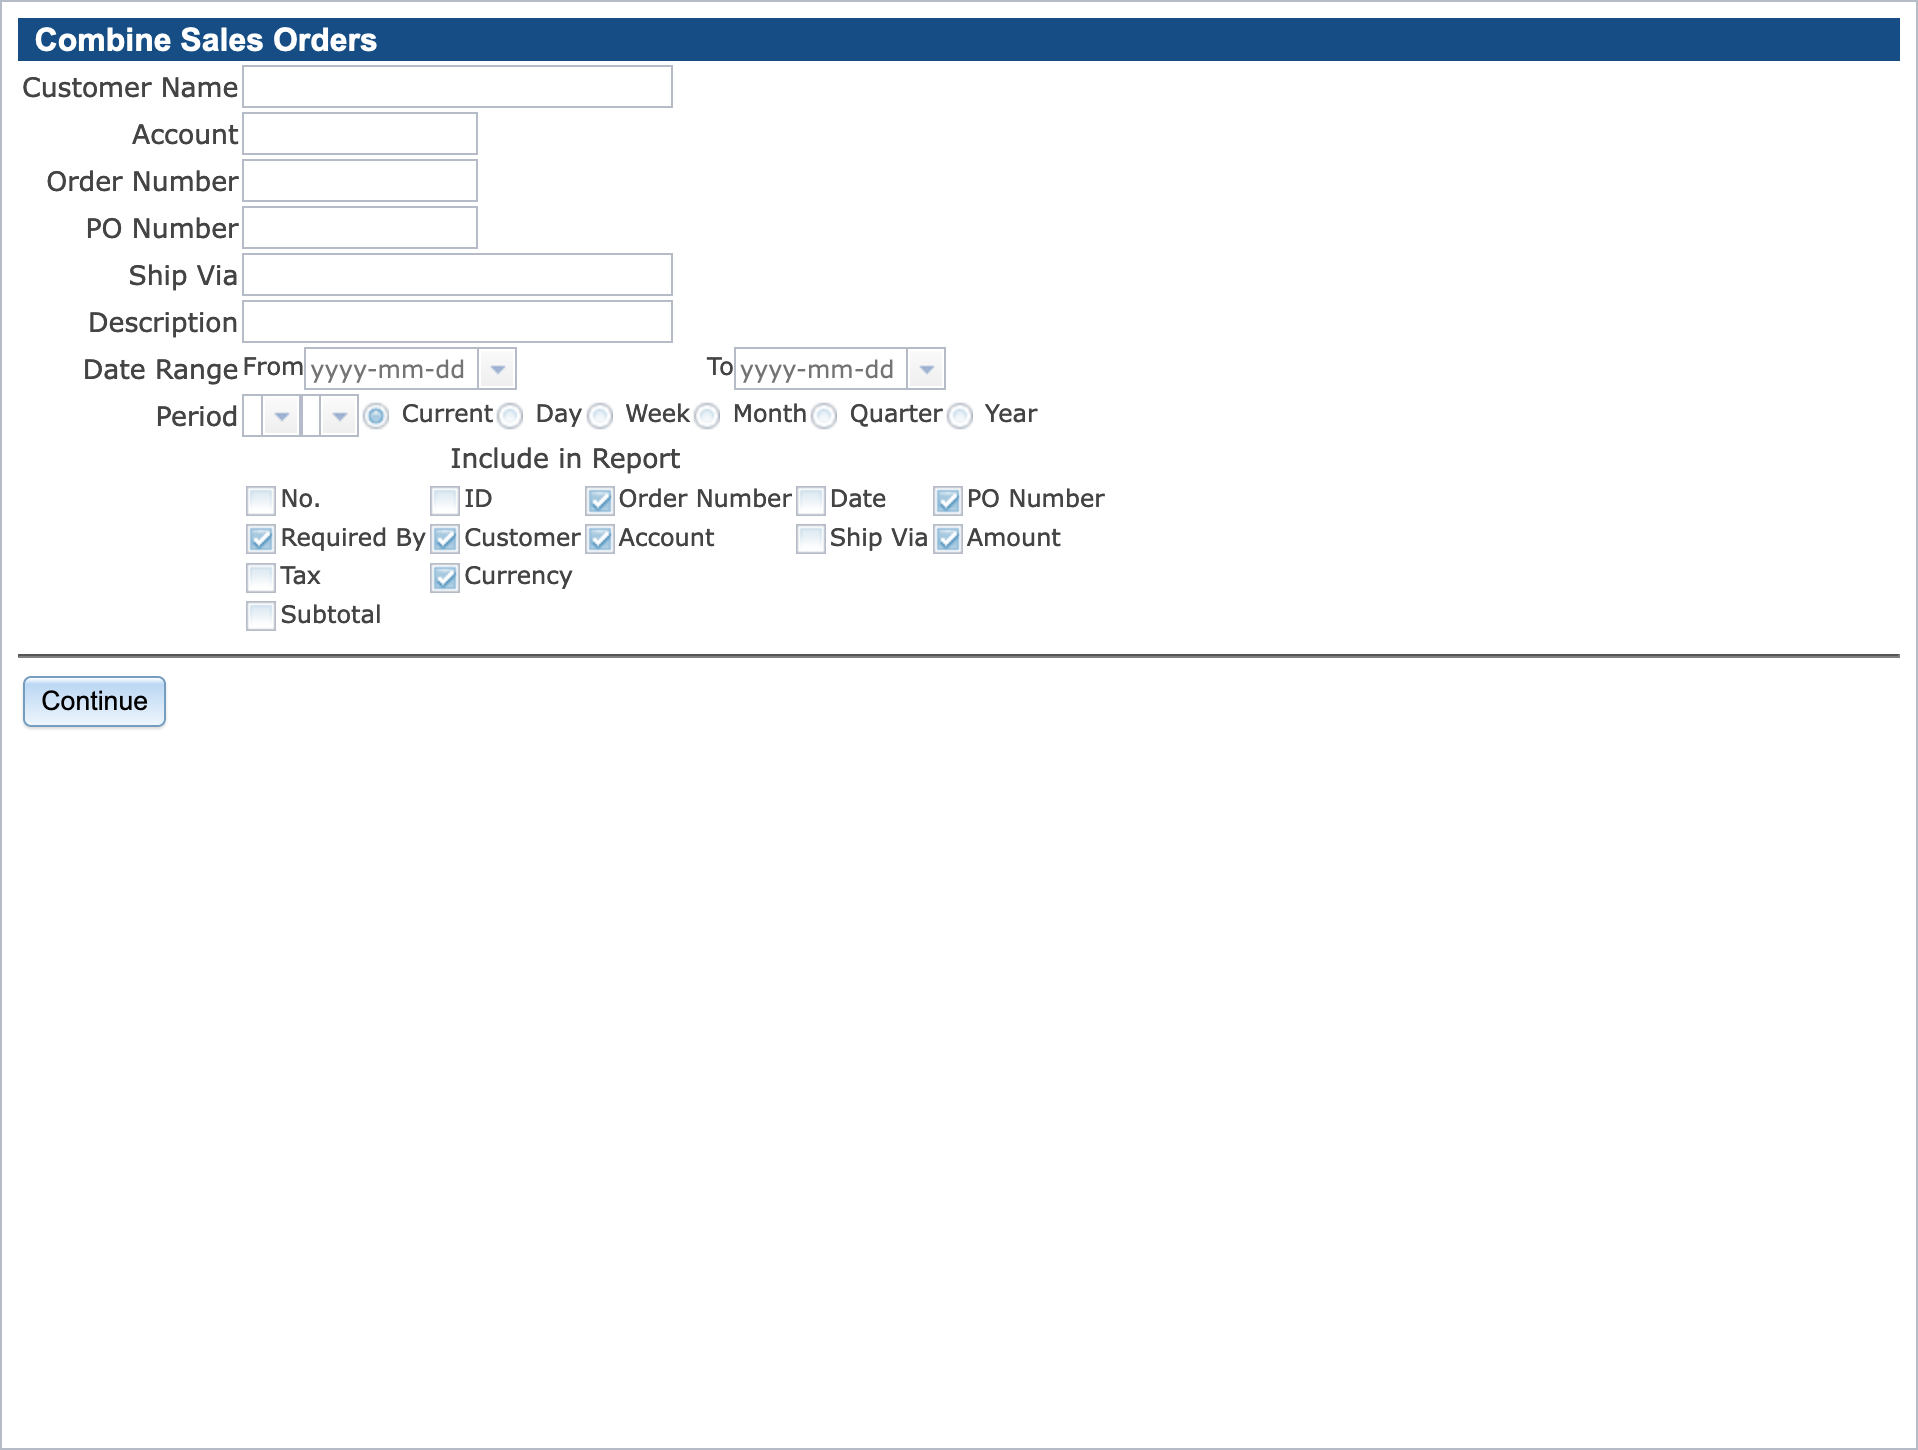 Combine Sales Orders
Customer Name
Account
Order Number
PO Number
Ship Via
Description
Date Range From yyyy-mm-dd To yyyy-mm-dd
Period Current Day Week Month Quarter Year
Include in Report
No. ID Order Number Date PO Number
Required By Customer Account Ship Via Amount
Tax Currency
Subtotal
Continue